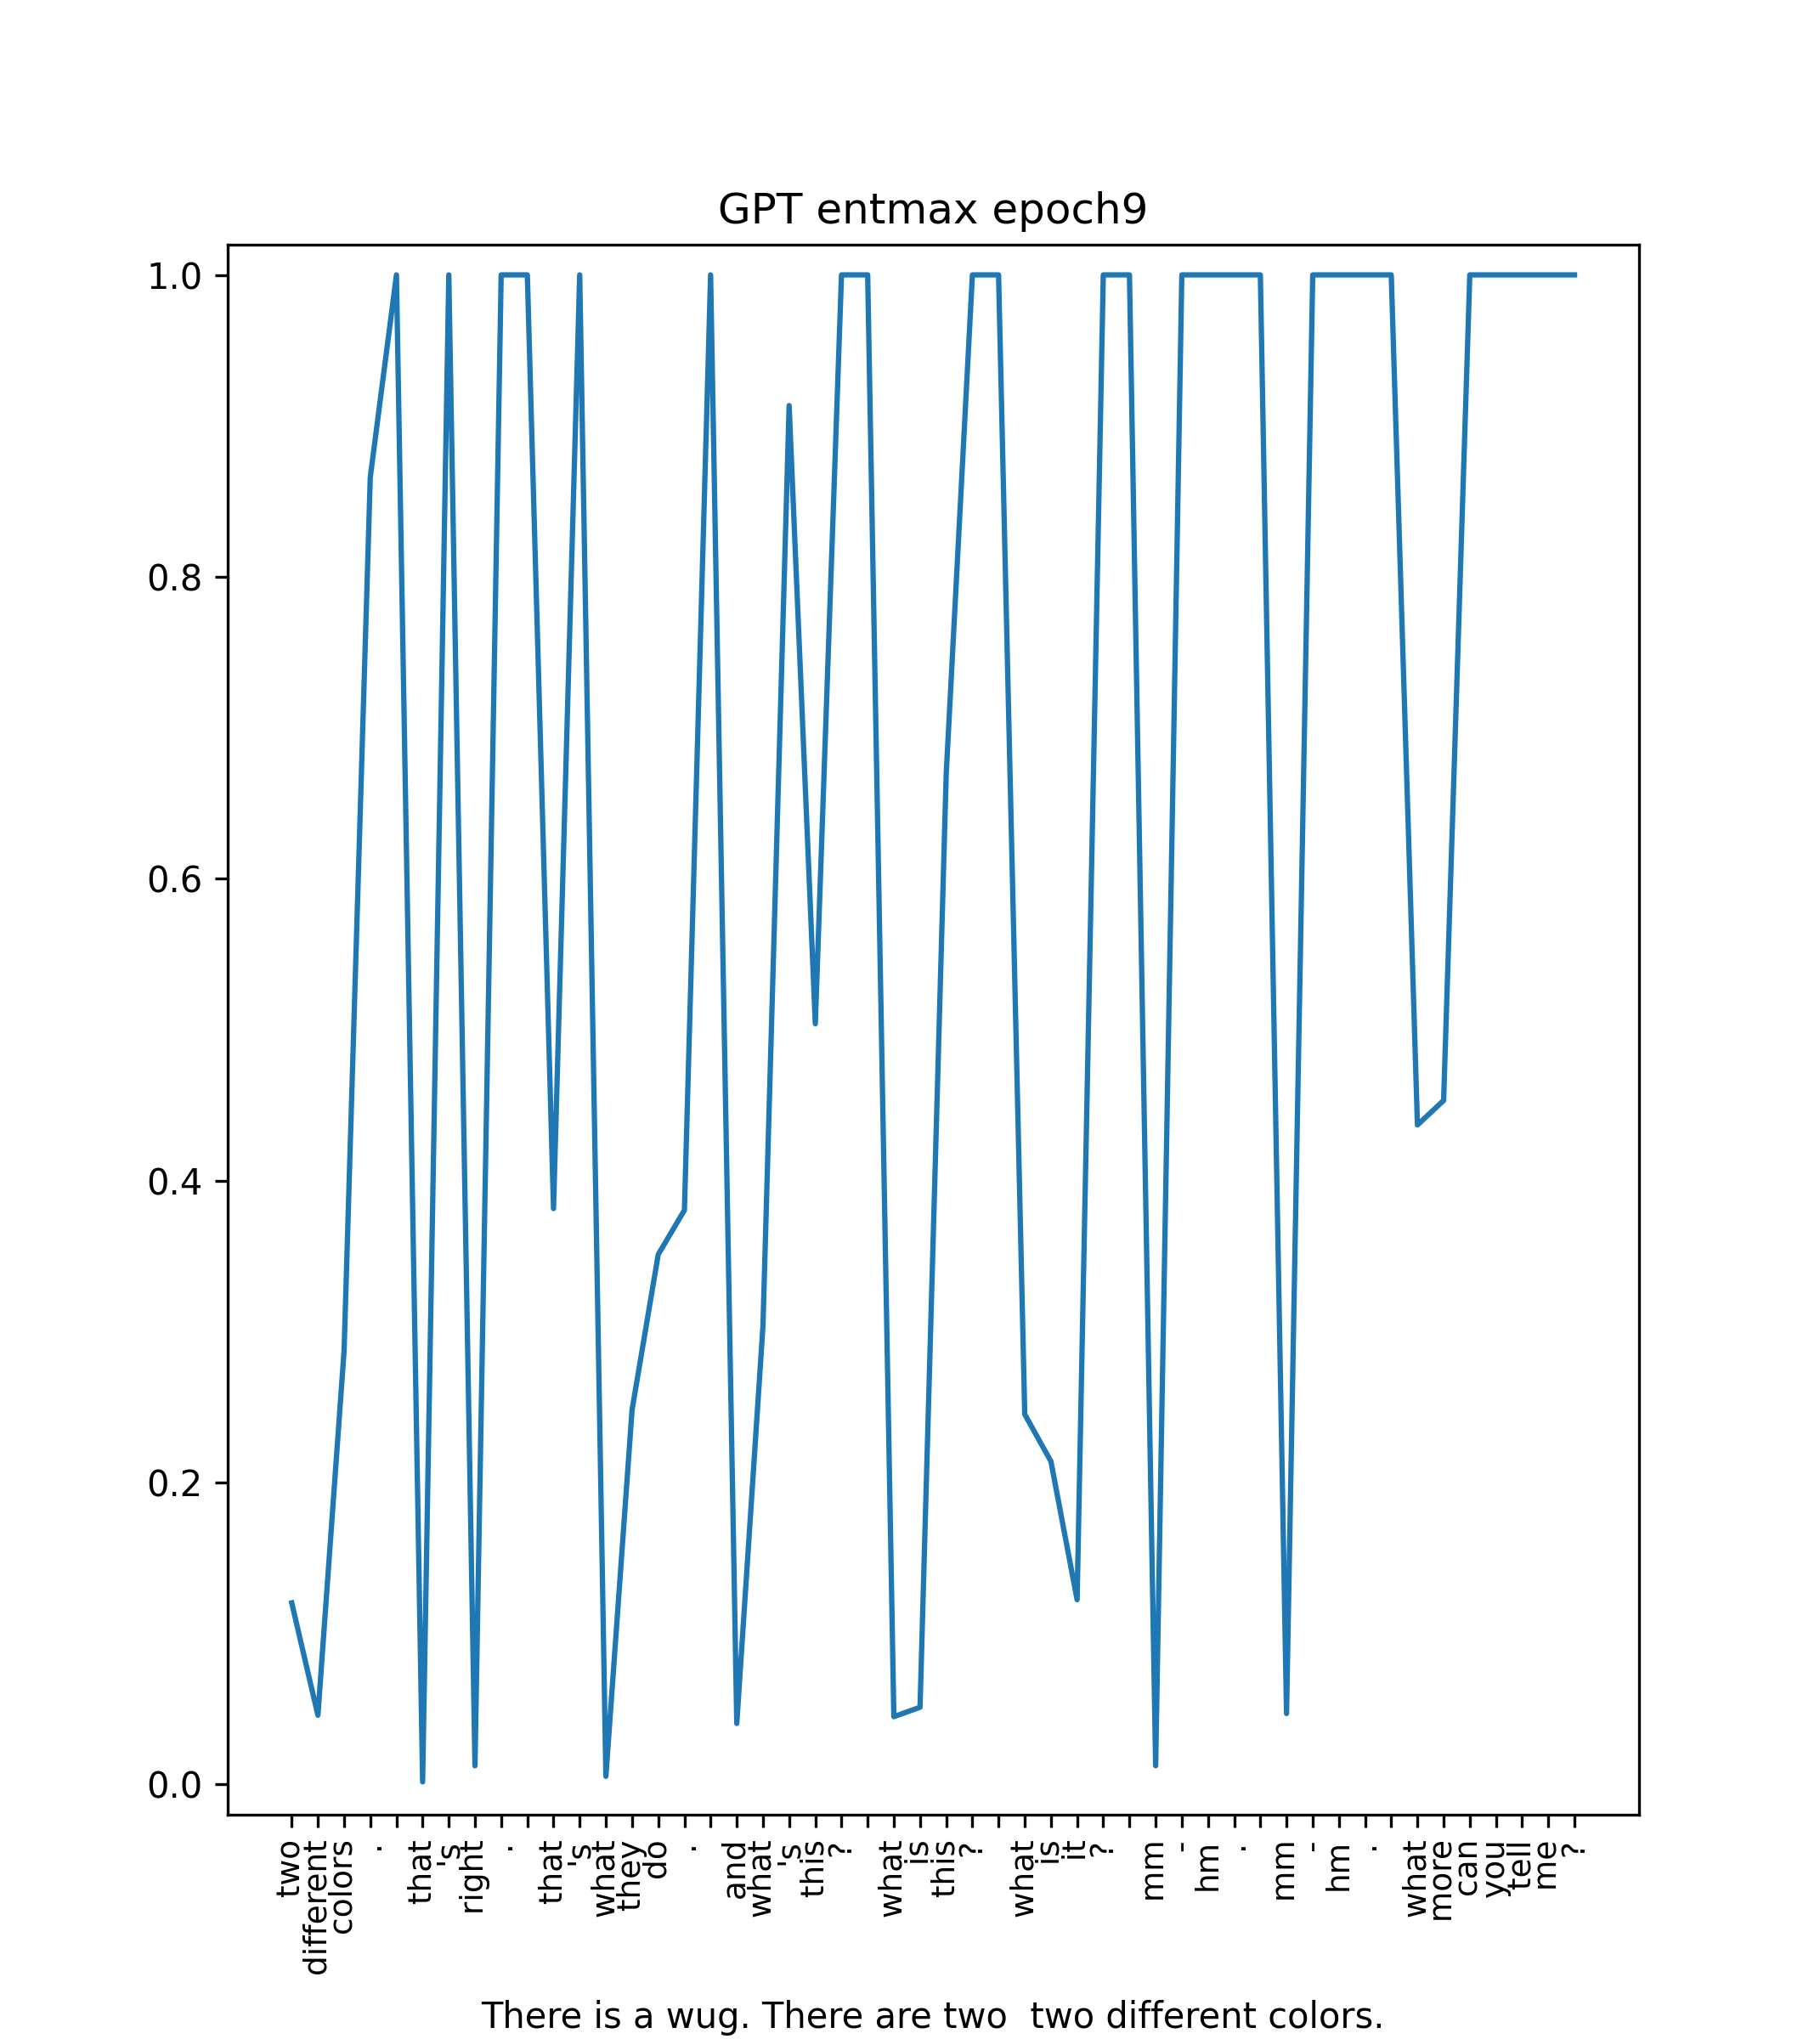 GPT entmax epoch9
1.0
0.8
0.6
0.4
0.2
0.0
two
different
colors
.
that
's
right
.
that
's
what
they
do
.
and
what
's
this
?
what
is
this
?
what
is
it
?
mm
-
hm
.
mm
-
hm
.
what
more
can
you
tell
me
?
There is a wug. There are two  two different colors.